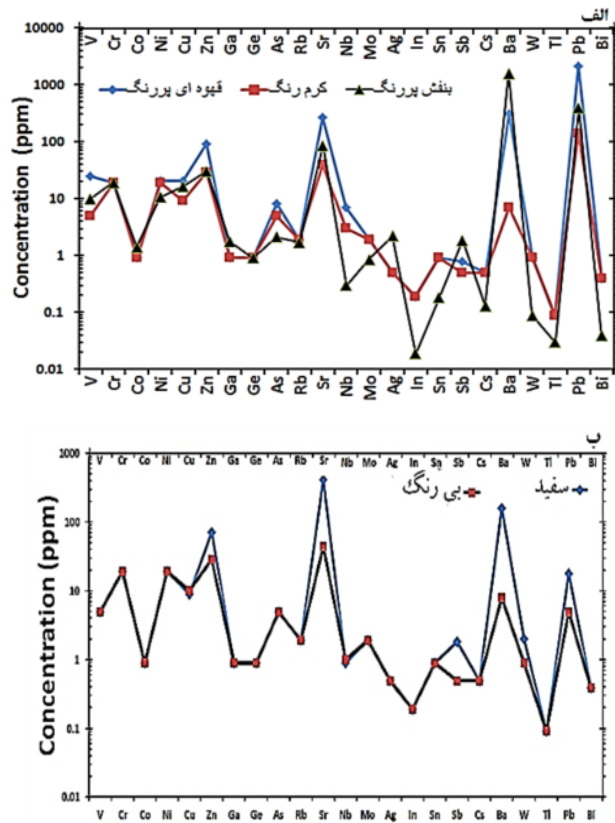 الف
V Cr Co Ni Cu Zn Ga Ge As Rb Sr Nb Mo Ag In Sn Sb Cs Ba W Tl Pb Bi
10000
قهوه ای پررنگ کرم رنگ بنفش پررنگ
1000
100
10
1
0.1
0.01
Concentration (ppm)
V Cr Co Ni Cu Zn Ga Ge As Rb Sr Nb Mo Ag In Sn Sb Cs Ba W Tl Pb Bi
ب
V Cr Co Ni Cu Zn Ga Ge As Rb Sr Nb Mo Ag In Sn Sb Cs Ba W Tl Pb Bi
1000
بی رنگ سفید
100
10
1
0.1
0.01
Concentration (ppm)
V Cr Co Ni Cu Zn Ga Ge As Rb Sr Nb Mo Ag In Sn Sb Cs Ba W Tl Pb Bi